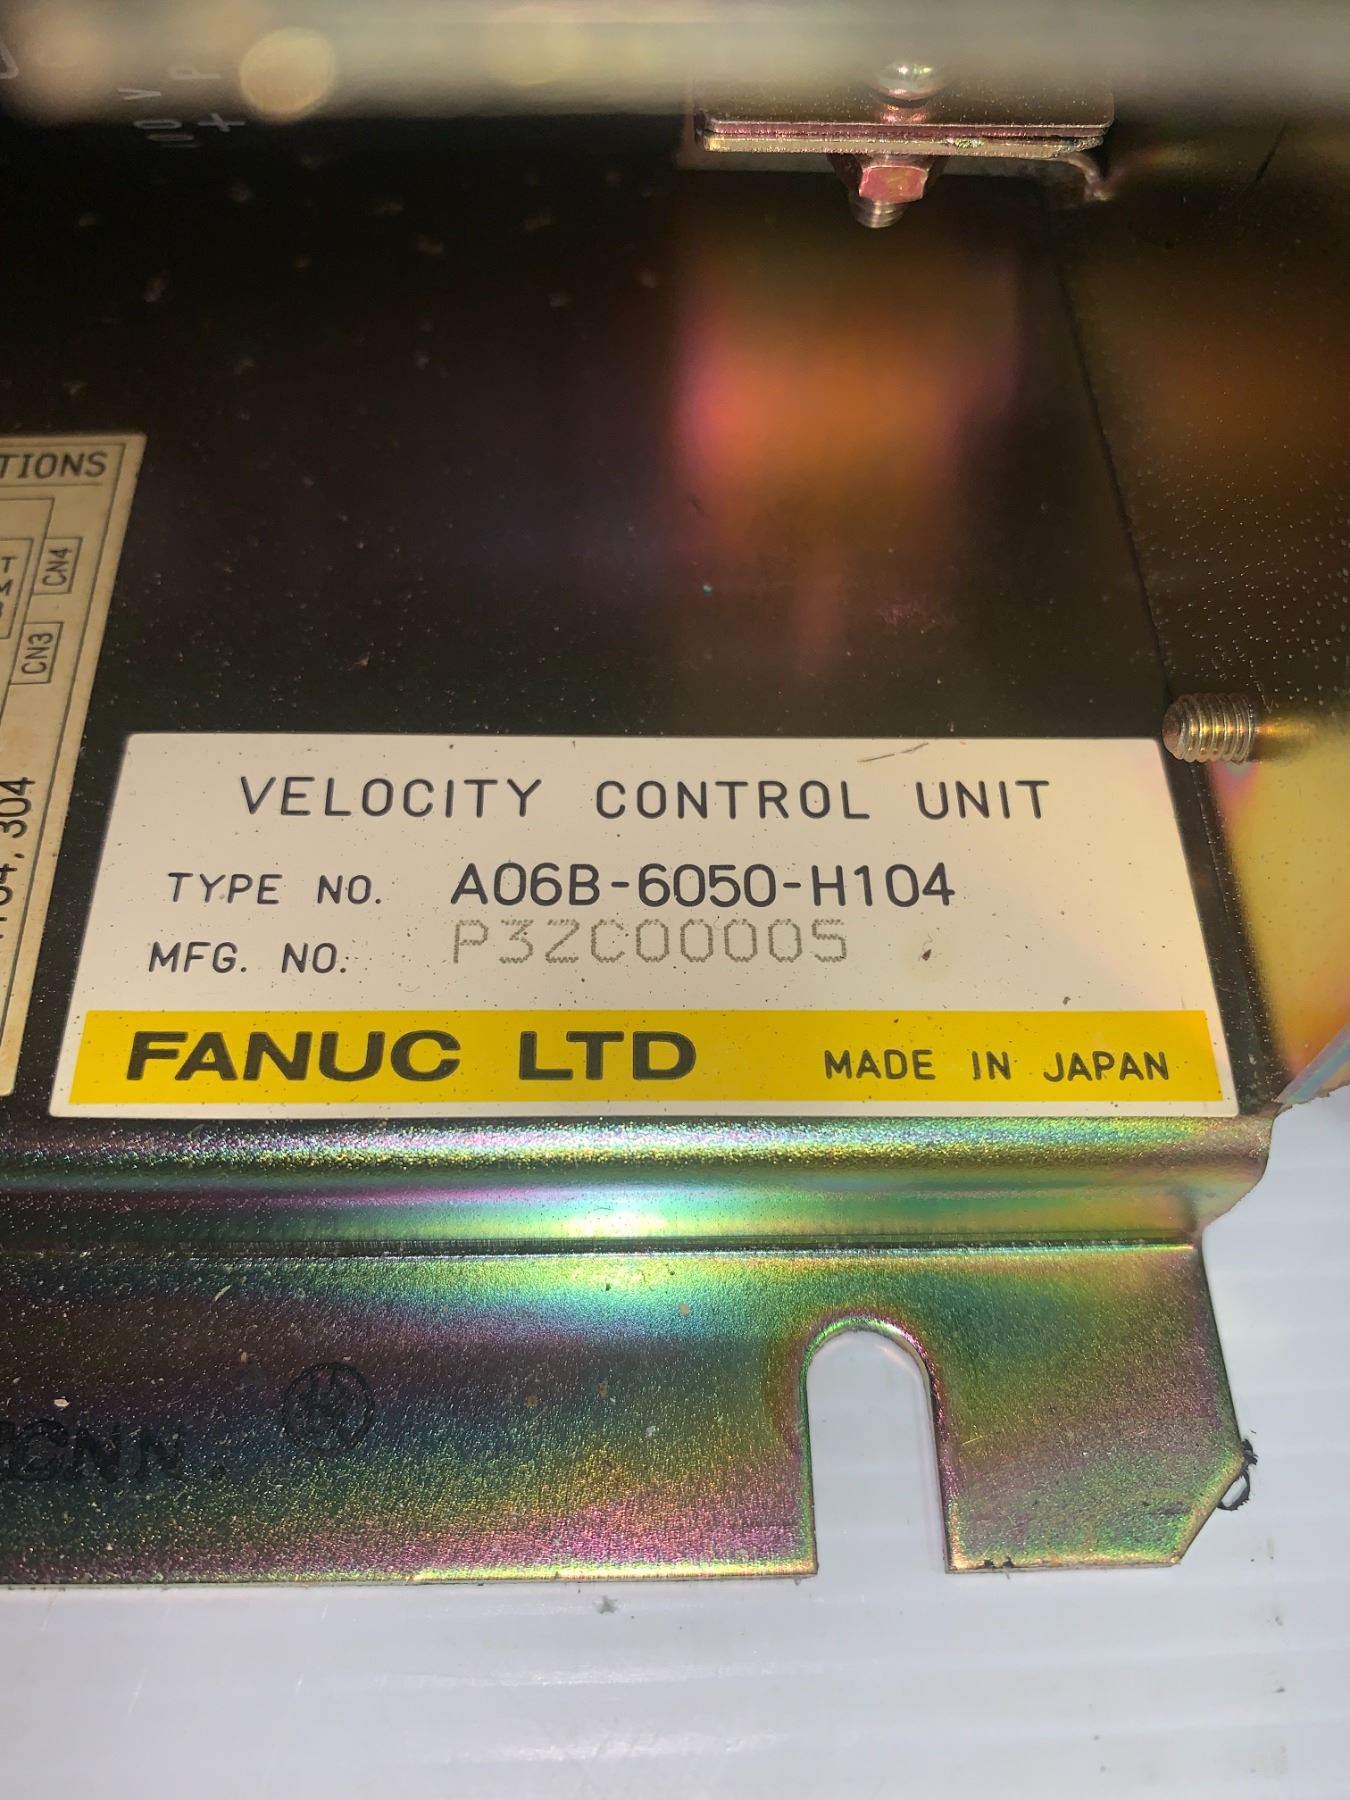 TIONS
CN4
CN3
304
VELOCITY CONTROL UNIT
TYPE NO. A06B-6050-H104
MFG. NO. P32C00005
FANUC LTD MADE IN JAPAN